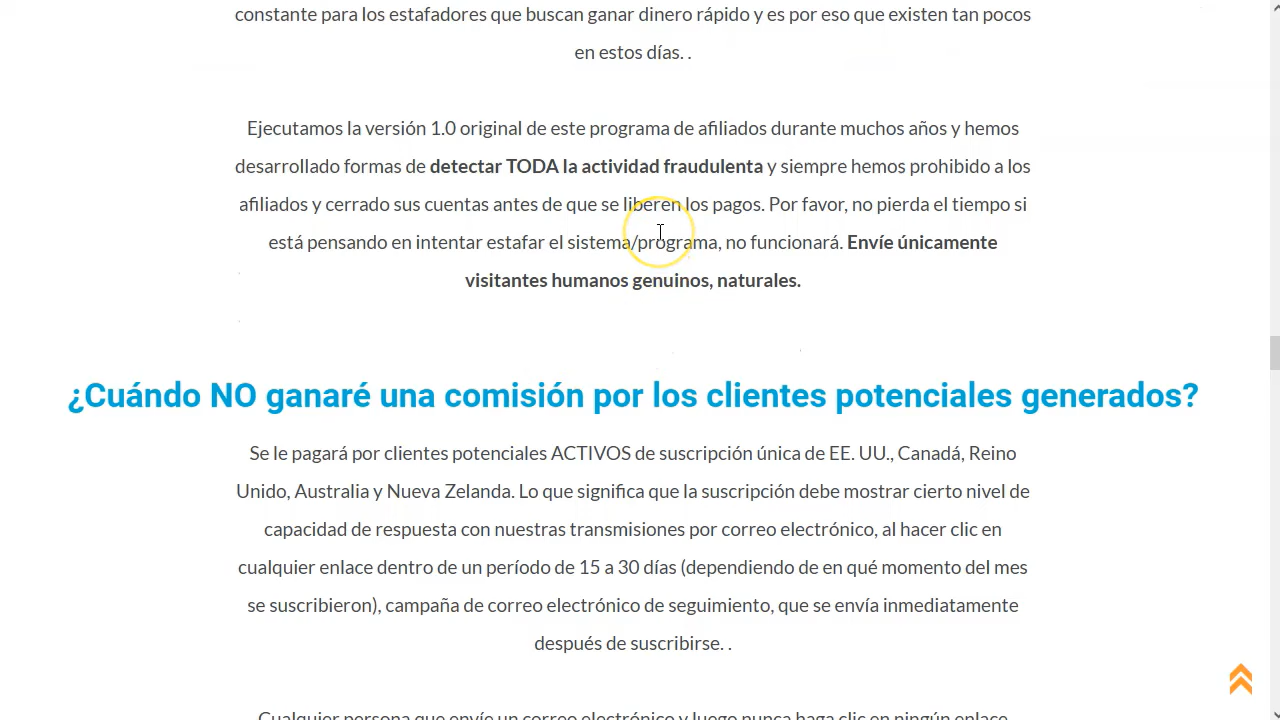 constante para los estafadores que buscan ganar dinero rápido y es por eso que existen tan pocos
en estos días. .
Ejecutamos la versión 1.0 original de este programa de afiliados durante muchos años y hemos
desarrollado formas de detectar TODA la actividad fraudulenta y siempre hemos prohibido a los
afiliados y cerrado sus cuentas antes de que se liberen los pagos. Por favor, no pierda el tiempo si
está pensando en intentar estafar el sistema/programa, no funcionará. Envíe únicamente
visitantes humanos genuinos, naturales.
¿Cuándo NO ganaré una comisión por los clientes potenciales generados?
Se le pagará por clientes potenciales ACTIVOS de suscripción única de EE. UU., Canadá, Reino
Unido, Australia y Nueva Zelanda. Lo que significa que la suscripción debe mostrar cierto nivel de
capacidad de respuesta con nuestras transmisiones por correo electrónico, al hacer clic en
cualquier enlace dentro de un período de 15 a 30 días (dependiendo de en qué momento del mes
se suscribieron), campaña de correo electrónico de seguimiento, que se envía inmediatamente
después de suscribirse. .
Cualquier persona que envíe un correo electrónico y luego nunca haga clic en ningún enlace